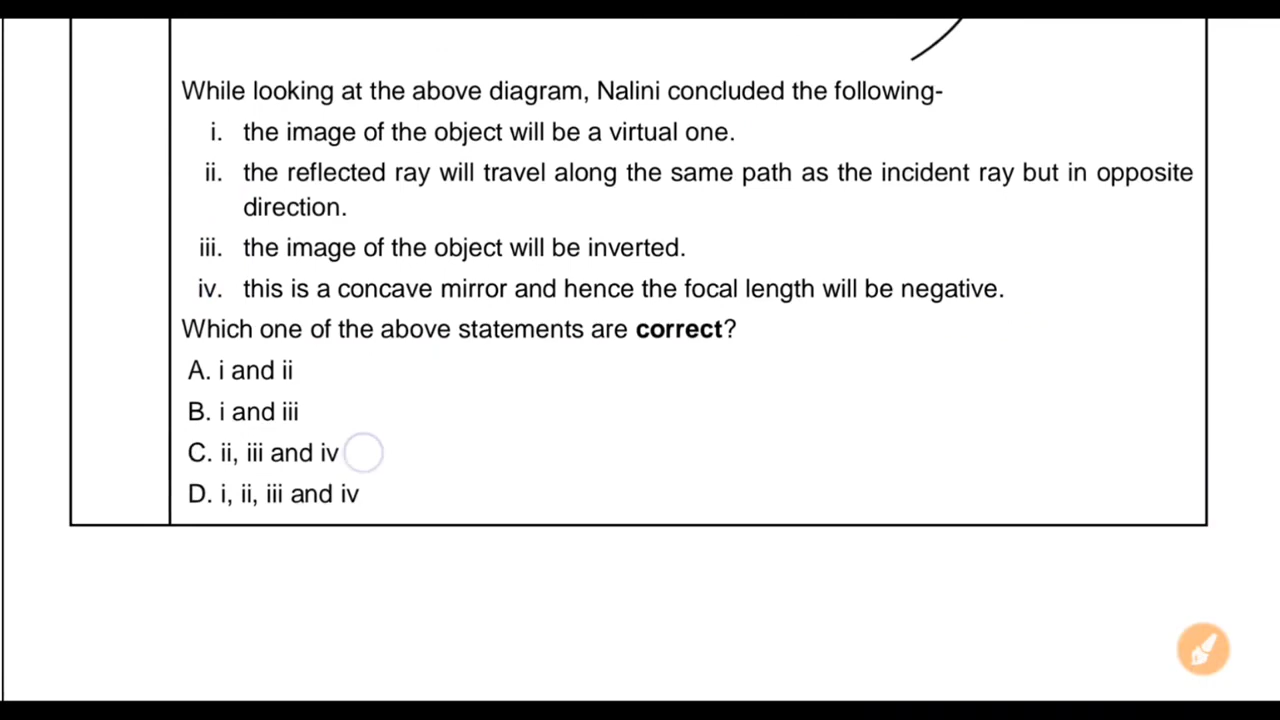 While looking at the above diagram, Nalini concluded the following-
i. the image of the object will be a virtual one.
ii. the reflected ray will travel along the same path as the incident ray but in opposite
direction.
iii. the image of the object will be inverted.
iv. this is a concave mirror and hence the focal length will be negative.
Which one of the above statements are correct?
A. i and ii
B. i and iii
C. ii, iii and iv
D. i, ii, iii and iv